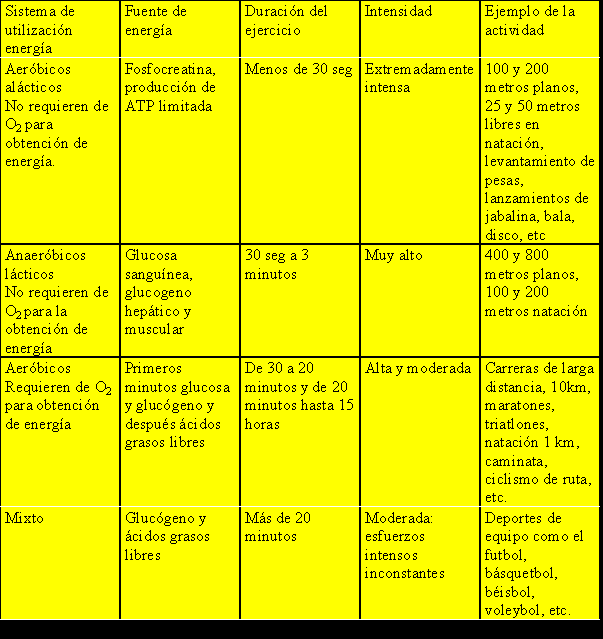 Sistema de
utilización
energía
Fuente de
energía
Duración del
ejercicio
Intensidad
Ejemplo de la
actividad
Aeróbicos
alácticos
No requieren de
O2 para
obtención de
energía.
Fosfocreatina,
producción de
ATP limitada
Menos de 30 seg
Extremadamente
intensa
100 y 200
metros planos,
25 y 50 metros
libres en
natación,
levantamiento de
pesas,
lanzamientos de
jabalina, bala,
disco, etc
Anaeróbicos
lácticos
No requieren de
O2 para la
obtención de
energía
Glucosa
sanguínea,
glucogeno
hepático y
muscular
30 seg a 3
minutos
Muy alto
400 y 800
metros planos,
100 y 200
metros natación
Aeróbicos
Requieren de O2
para obtención
de energía
Primeros
minutos glucosa
y glucógeno y
después ácidos
grasos libres
De 30 a 20
minutos y de 20
minutos hasta 15
horas
Alta y moderada
Carreras de larga
distancia, 10km,
maratones,
triatlones,
natación 1 km,
caminata,
ciclismo de ruta,
etc.
Mixto
Glucógeno y
ácidos grasos
libres
Más de 20
minutos
Moderada:
esfuerzos
intensos
inconstantes
Deportes de
equipo como el
futbol,
básquetbol,
béisbol,
voleybol, etc.